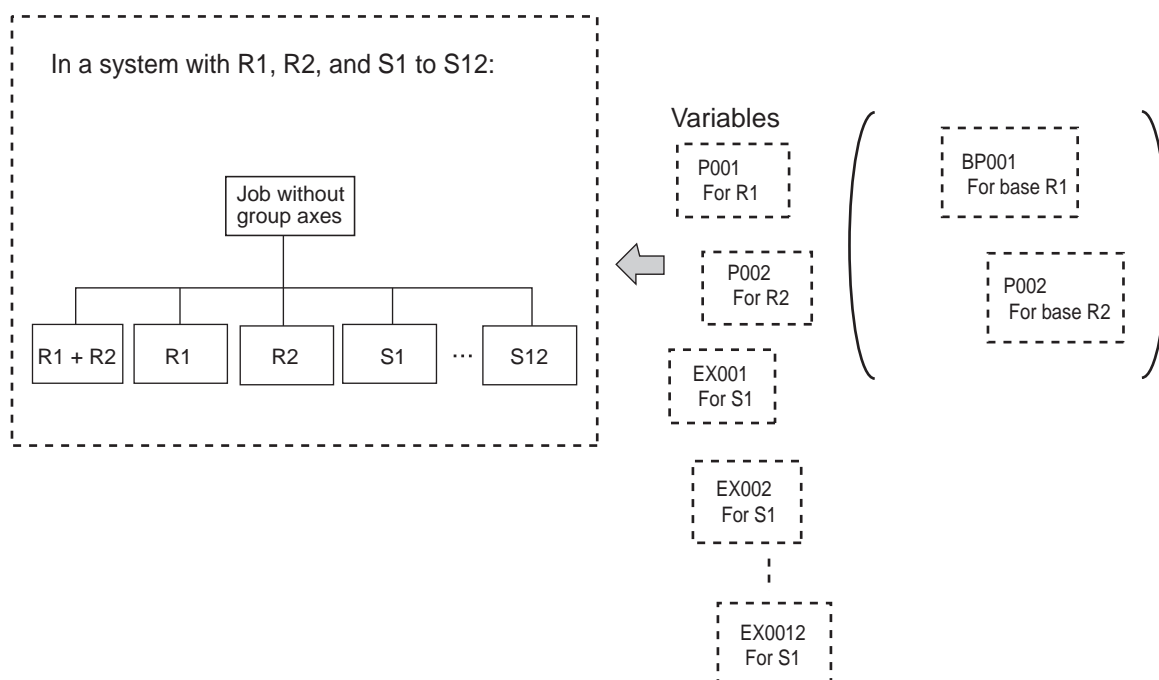 In a system with R1, R2, and S1 to S12:
Job without
group axes
R1 + R2
R1
R2
S1
...
S12
Variables
P001
For R1
P002
For R2
EX001
For S1
EX002
For S1
EX0012
For S1
BP001
For base R1
P002
For base R2